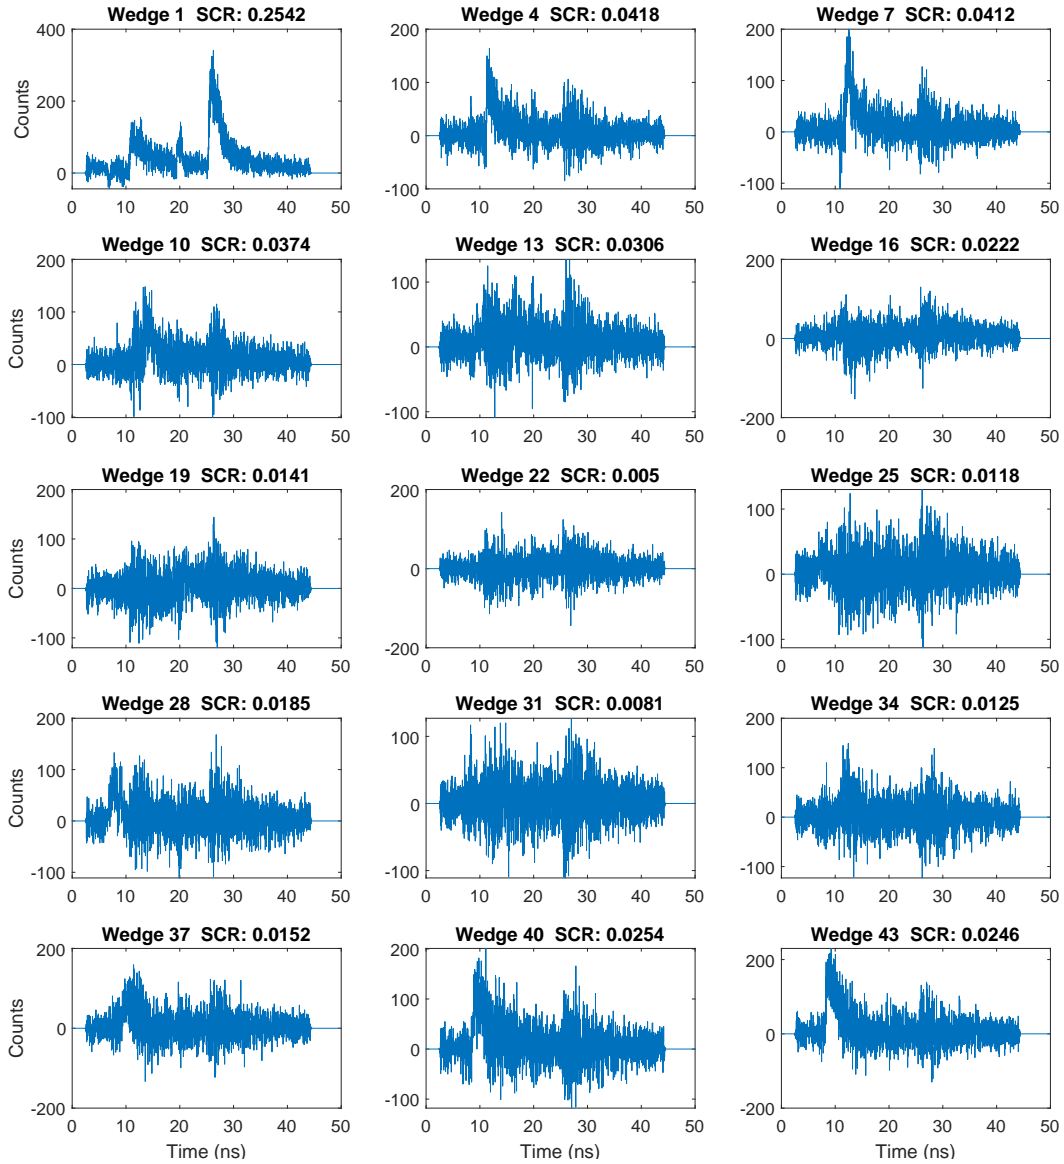 Wedge 1 SCR: 0.2542 Wedge 4 SCR: 0.0418 Wedge 7 SCR: 0.0412
400 200 200
300 150 100
200 100 0
100 50 -100
0 0
-100
Counts
0 10 20 30 40 50 0 10 20 30 40 50 0 10 20 30 40 50
Wedge 10 SCR: 0.0374 Wedge 13 SCR: 0.0306 Wedge 16 SCR: 0.0222
200 100 200
100 0 0
0 -100 -200
-100
Counts
0 10 20 30 40 50 0 10 20 30 40 50 0 10 20 30 40 50
Wedge 19 SCR: 0.0141 Wedge 22 SCR: 0.005 Wedge 25 SCR: 0.0118
200 200 100
100 0 0
0 -200 -100
-100
Counts
0 10 20 30 40 50 0 10 20 30 40 50 0 10 20 30 40 50
Wedge 28 SCR: 0.0185 Wedge 31 SCR: 0.0081 Wedge 34 SCR: 0.0125
200 100 200
100 0 100
0 -100 0
-100 -100
Counts
0 10 20 30 40 50 0 10 20 30 40 50 0 10 20 30 40 50
Wedge 37 SCR: 0.0152 Wedge 40 SCR: 0.0254 Wedge 43 SCR: 0.0246
200 200 200
0 100 0
-200 0 -200
-100
Counts
0 10 20 30 40 50 0 10 20 30 40 50 0 10 20 30 40 50
Time (ns) Time (ns) Time (ns)